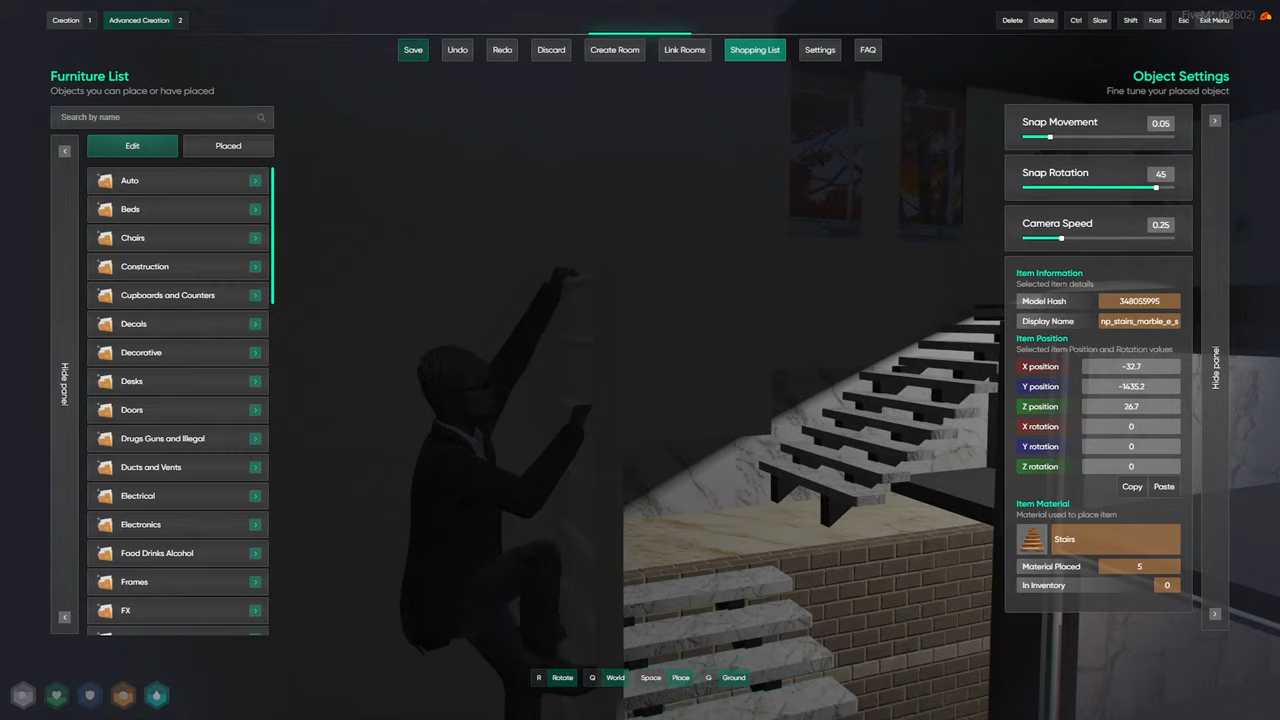 Creation 1
Advanced Creation 2
Delete Delete
Ctrl Slow
Shift Fast
Esc Exit Menu
FiveM* (b2802)
Save
Undo
Redo
Discard
Create Room
Link Rooms
Shopping List
Settings
FAQ
Furniture List
Objects you can place or have placed
Search by name
Edit
Placed
Hide panel
Auto
Beds
Chairs
Construction
Cupboards and Counters
Decals
Decorative
Desks
Doors
Drugs Guns and Illegal
Ducts and Vents
Electrical
Electronics
Food Drinks Alcohol
Frames
FX
Object Settings
Fine tune your placed object
Snap Movement 0.05
Snap Rotation 45
Camera Speed 0.25
Item Information
Selected item details
Model Hash 348055995
Display Name np_stairs_marble_e_s
Item Position
Selected item Position and Rotation values
X position -32.7
Y position -1435.2
Z position 26.7
X rotation 0
Y rotation 0
Z rotation 0
Copy Paste
Item Material
Material used to place item
Stairs
Material Placed 5
In Inventory 0
Hide panel
R Rotate
Q World
Space Place
G Ground